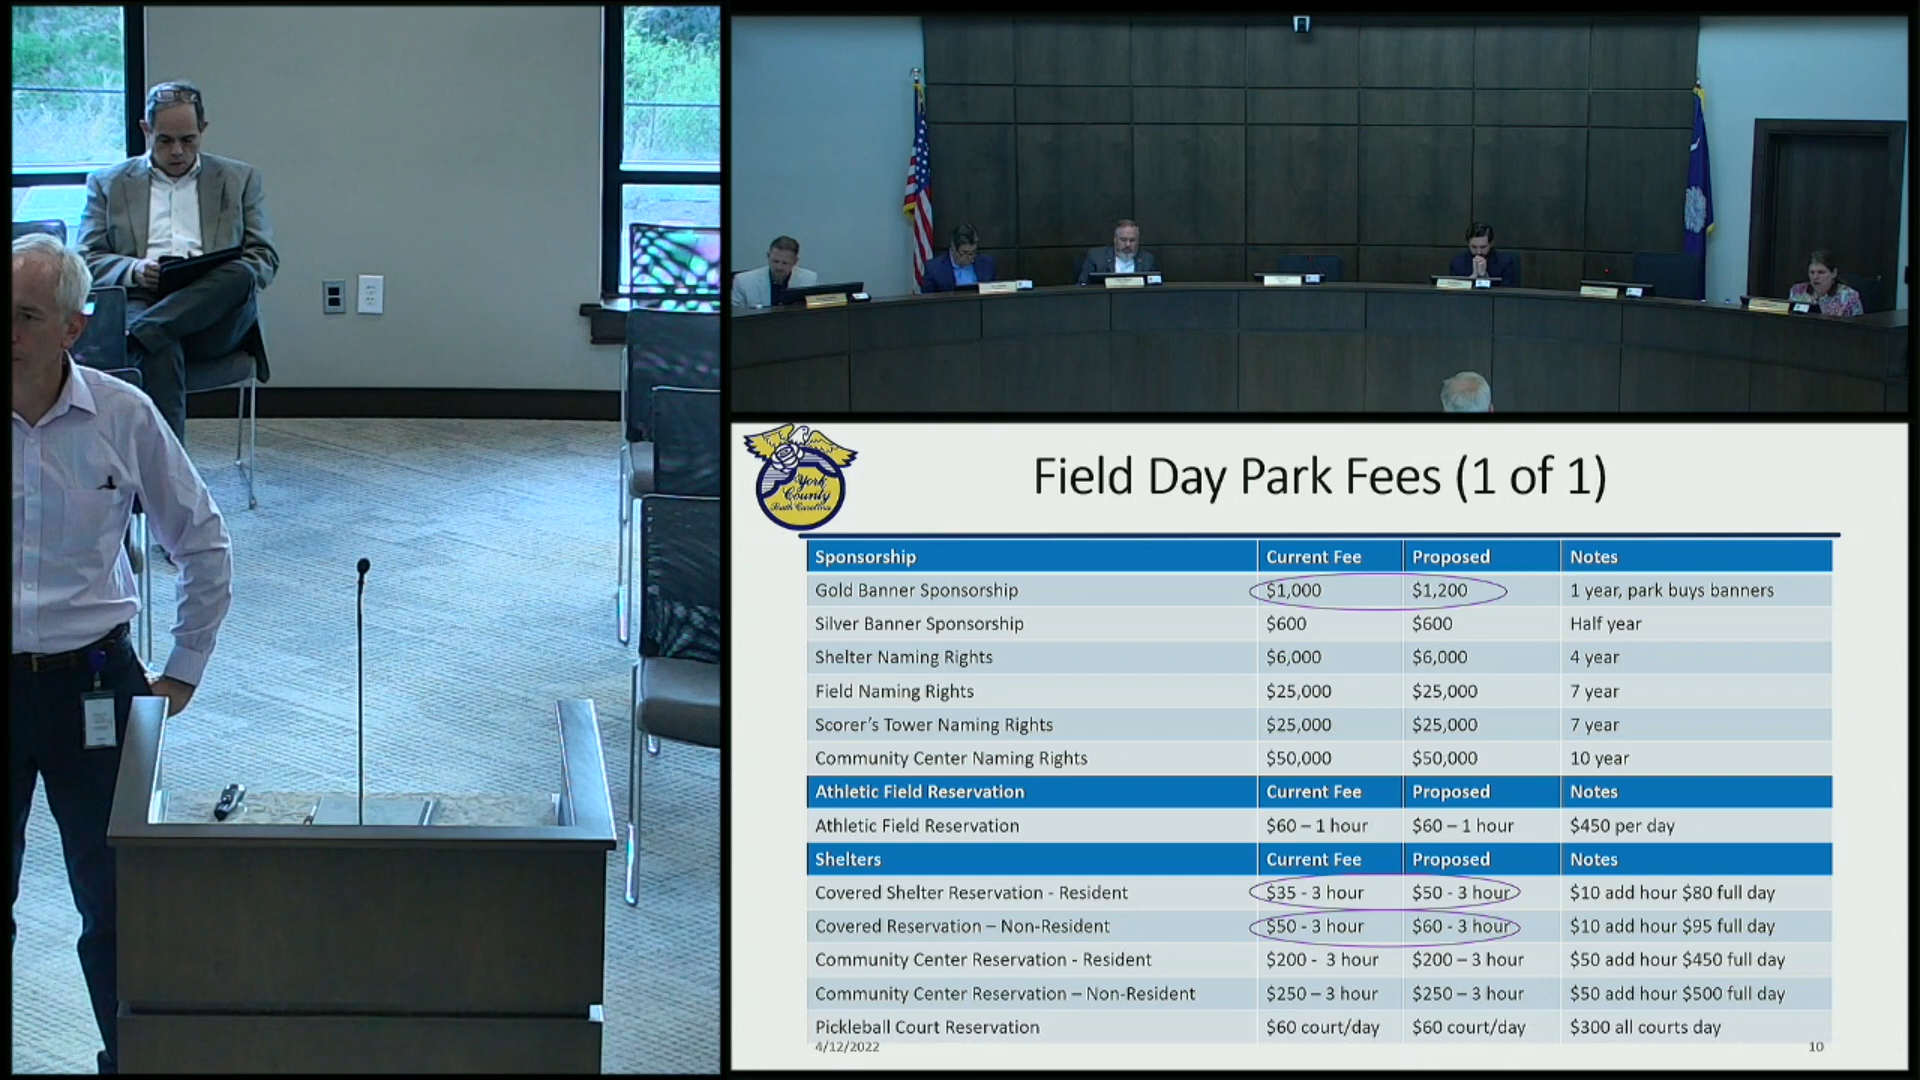 York
County
South Carolina
Field Day Park Fees (1 of 1)
Sponsorship Current Fee Proposed Notes
Gold Banner Sponsorship $1,000 $1,200 1 year, park buys banners
Silver Banner Sponsorship $600 $600 Half year
Shelter Naming Rights $6,000 $6,000 4 year
Field Naming Rights $25,000 $25,000 7 year
Scorer’s Tower Naming Rights $25,000 $25,000 7 year
Community Center Naming Rights $50,000 $50,000 10 year
Athletic Field Reservation Current Fee Proposed Notes
Athletic Field Reservation $60 – 1 hour $60 – 1 hour $450 per day
Shelters Current Fee Proposed Notes
Covered Shelter Reservation - Resident $35 - 3 hour $50 - 3 hour $10 add hour $80 full day
Covered Reservation – Non-Resident $50 - 3 hour $60 - 3 hour $10 add hour $95 full day
Community Center Reservation - Resident $200 - 3 hour $200 – 3 hour $50 add hour $450 full day
Community Center Reservation – Non-Resident $250 – 3 hour $250 – 3 hour $50 add hour $500 full day
Pickleball Court Reservation $60 court/day $60 court/day $300 all courts day
4/12/2022 10